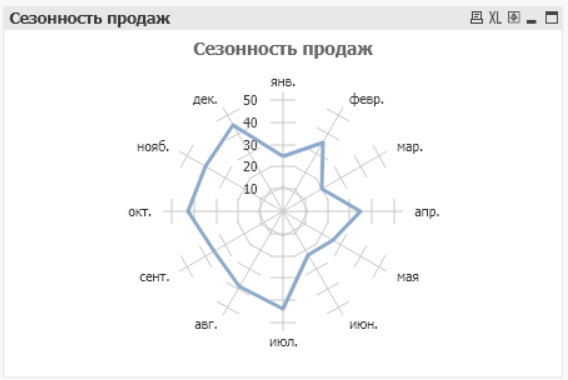 Сезонность продаж
XL
Сезонность продаж
янв.
дек.
50
февр.
40
нояб.
30
мар.
20
10
окт.
апр.
сент.
мая
авг.
июн.
июл.